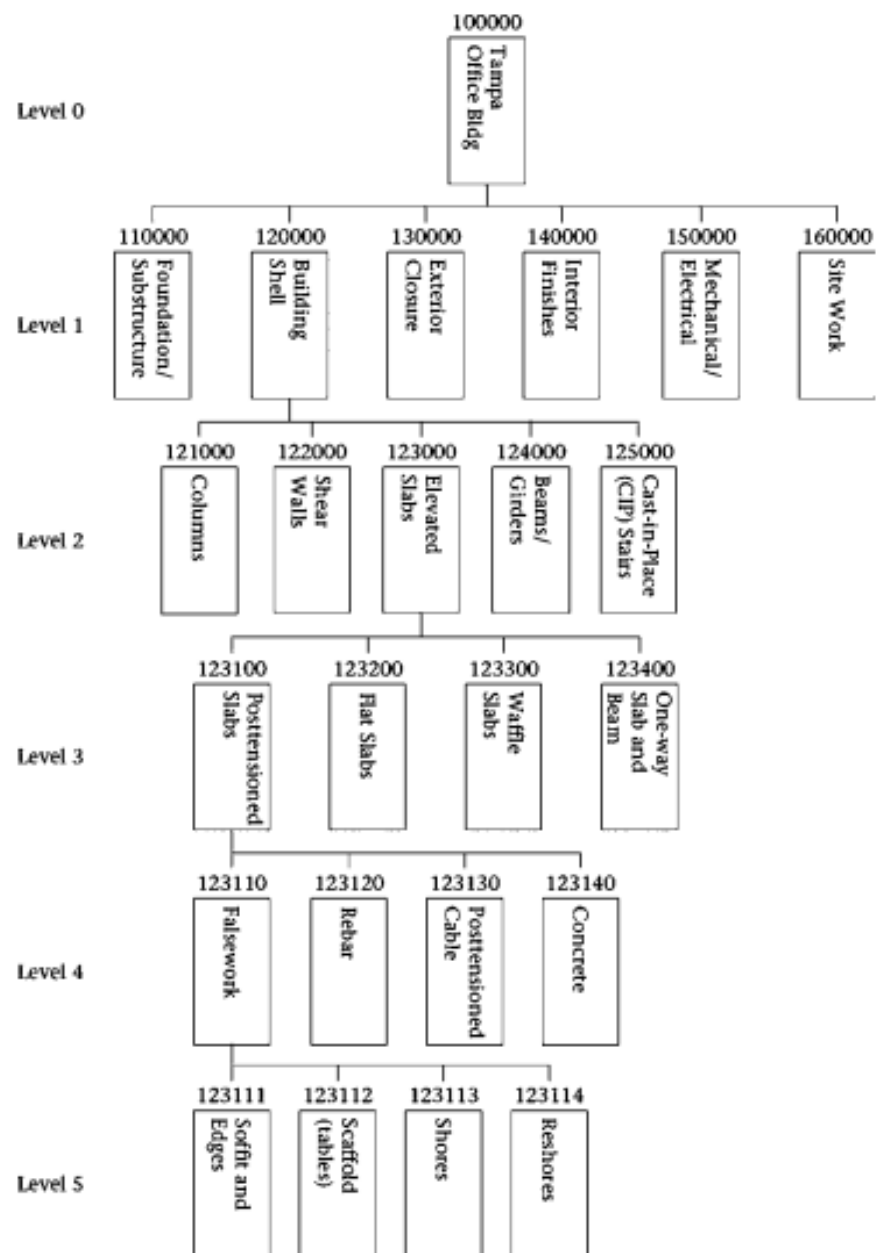 100000
Tampa
Office Bldg
Level 0
110000 120000 130000 140000 150000 160000
Foundation/
Substructure
Building
Shell
Exterior
Closure
Interior
Finishes
Mechanical/
Electrical
Site Work
Level 1
121000 122000 123000 124000 125000
Columns
Shear
Walls
Elevated
Slabs
Beams/
Girders
Cast-in-Place
(CIP) Stairs
Level 2
123100 123200 123300 123400
Posttensioned
Slabs
Flat Slabs
Waffle
Slabs
One-way
Slab and
Beam
Level 3
123110 123120 123130 123140
Falsework
Rebar
Posttensioned
Cable
Concrete
Level 4
123111 123112 123113 123114
Soffit and
Edges
Scaffold
(tables)
Shores
Reshores
Level 5